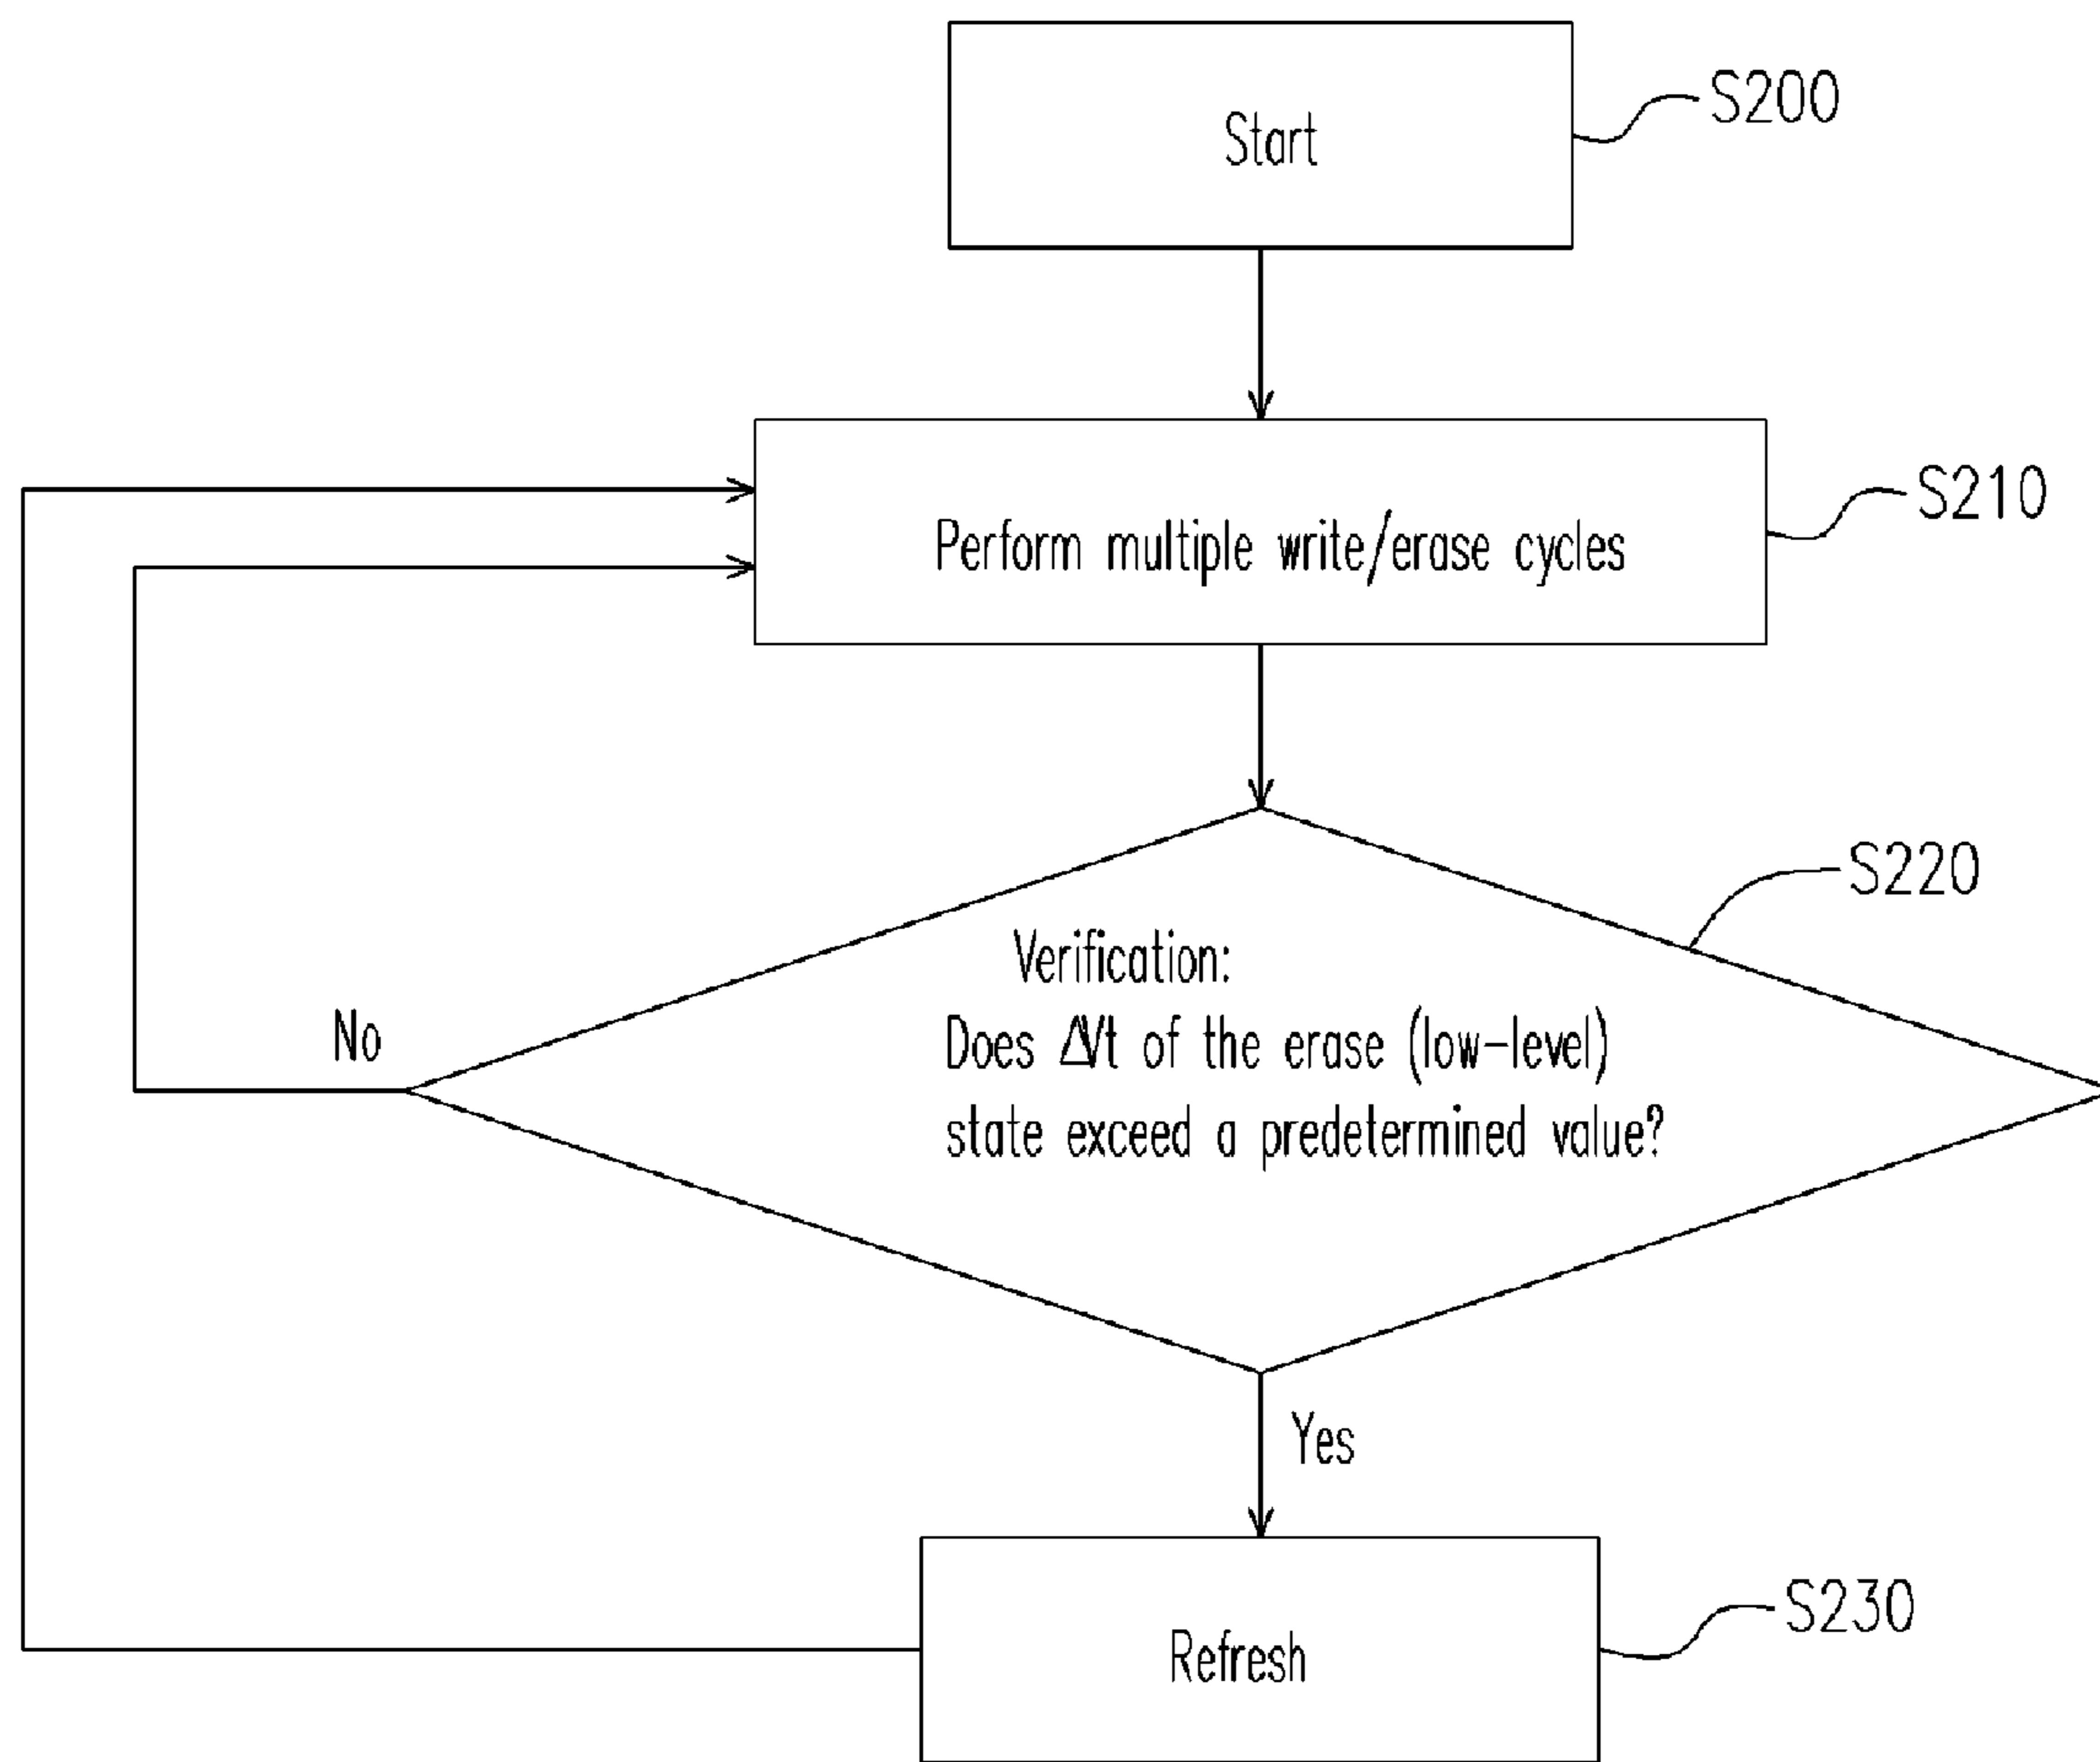 Start
S200
Perform multiple write/erase cycles
S210
S220
Verification:
Does ΔVt of the erase (low-level)
state exceed a predetermined value?
No
Yes
Refresh
S230